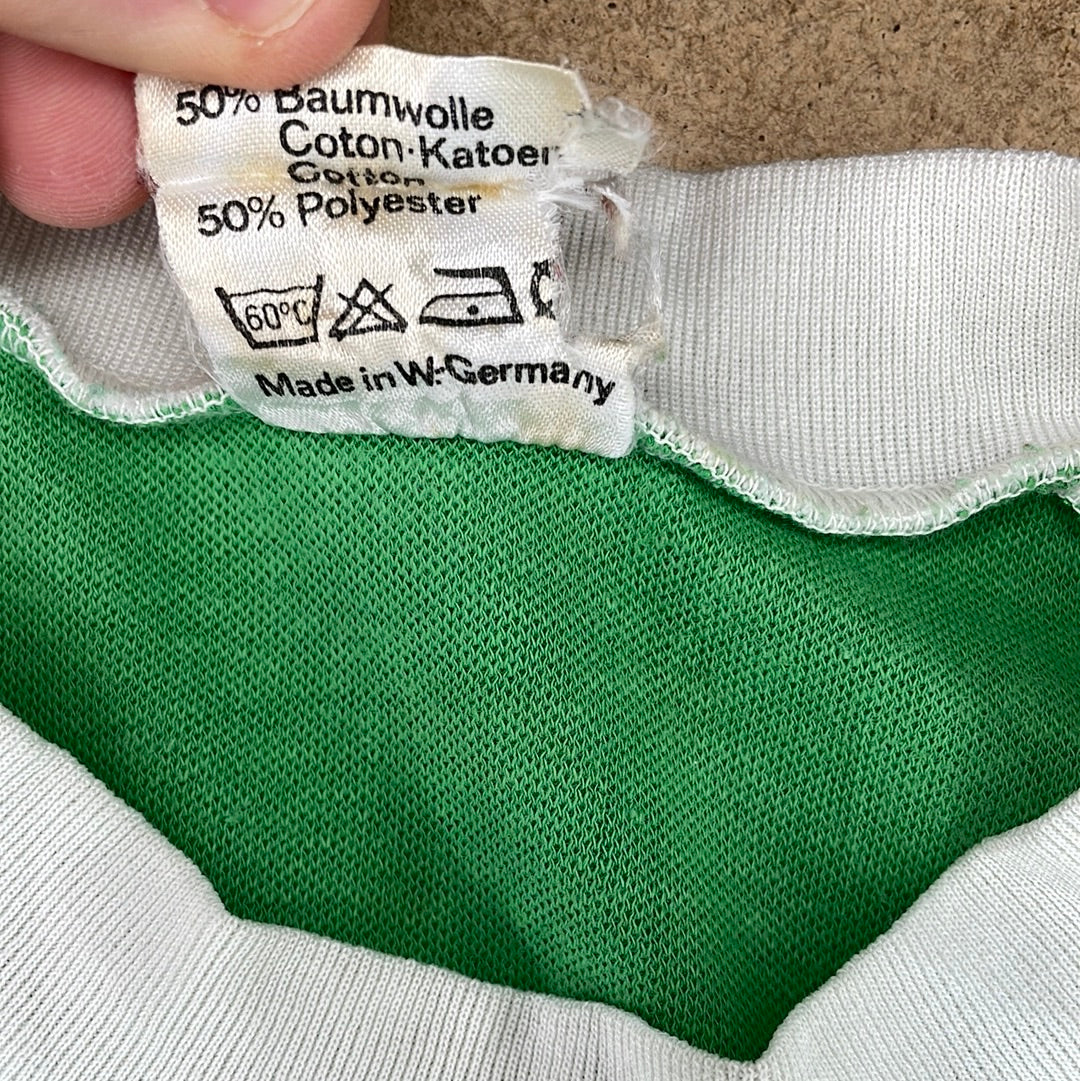 50% Baumwolle
Coton·Katoen
Cotton
50% Polyester
60°C
Made in W.-Germany